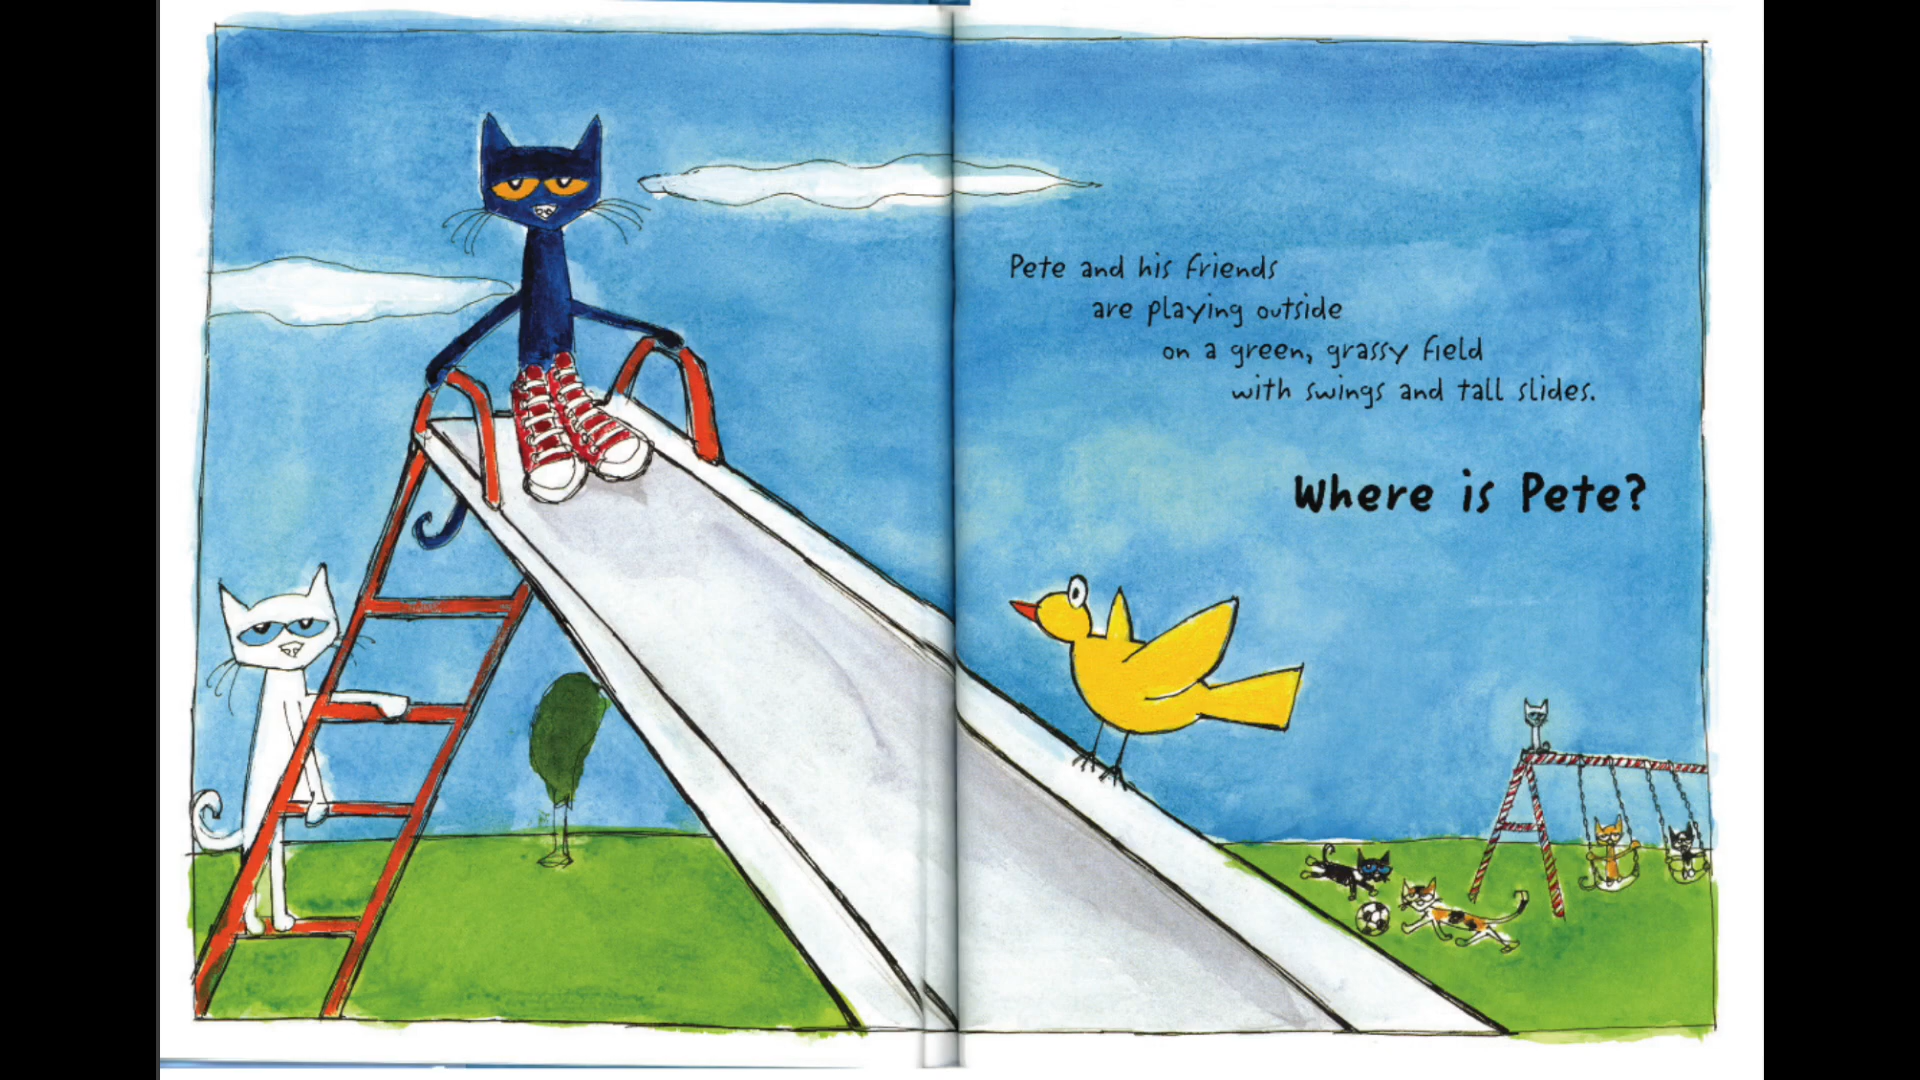 Pete and his friends
are playing outside
on a green, grassy field
with swings and tall slides.
Where is Pete?